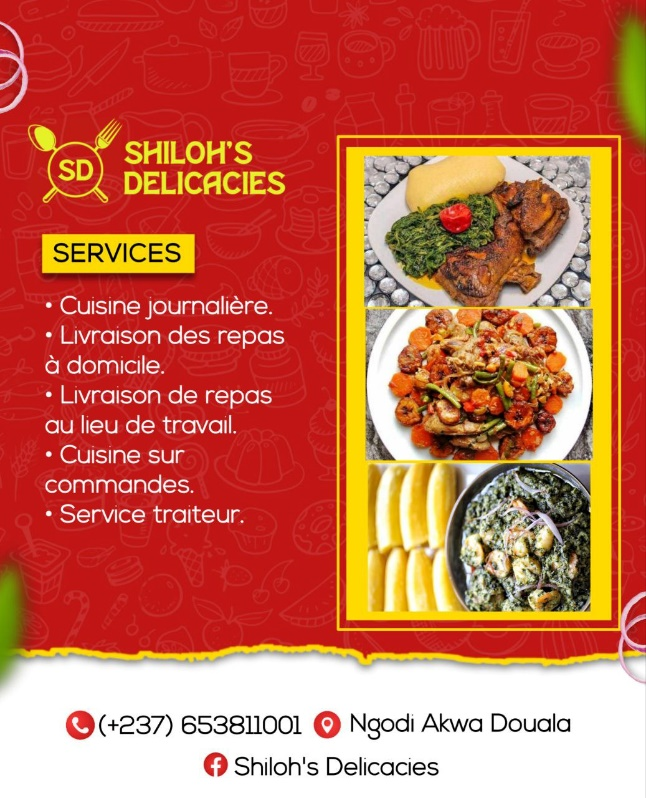 SD
SHILOH'S
DELICACIES
SERVICES
• Cuisine journalière.
• Livraison des repas
à domicile.
• Livraison de repas
au lieu de travail.
• Cuisine sur
commandes.
• Service traiteur.
(+237) 653811001 Ngodi Akwa Douala
Shiloh's Delicacies